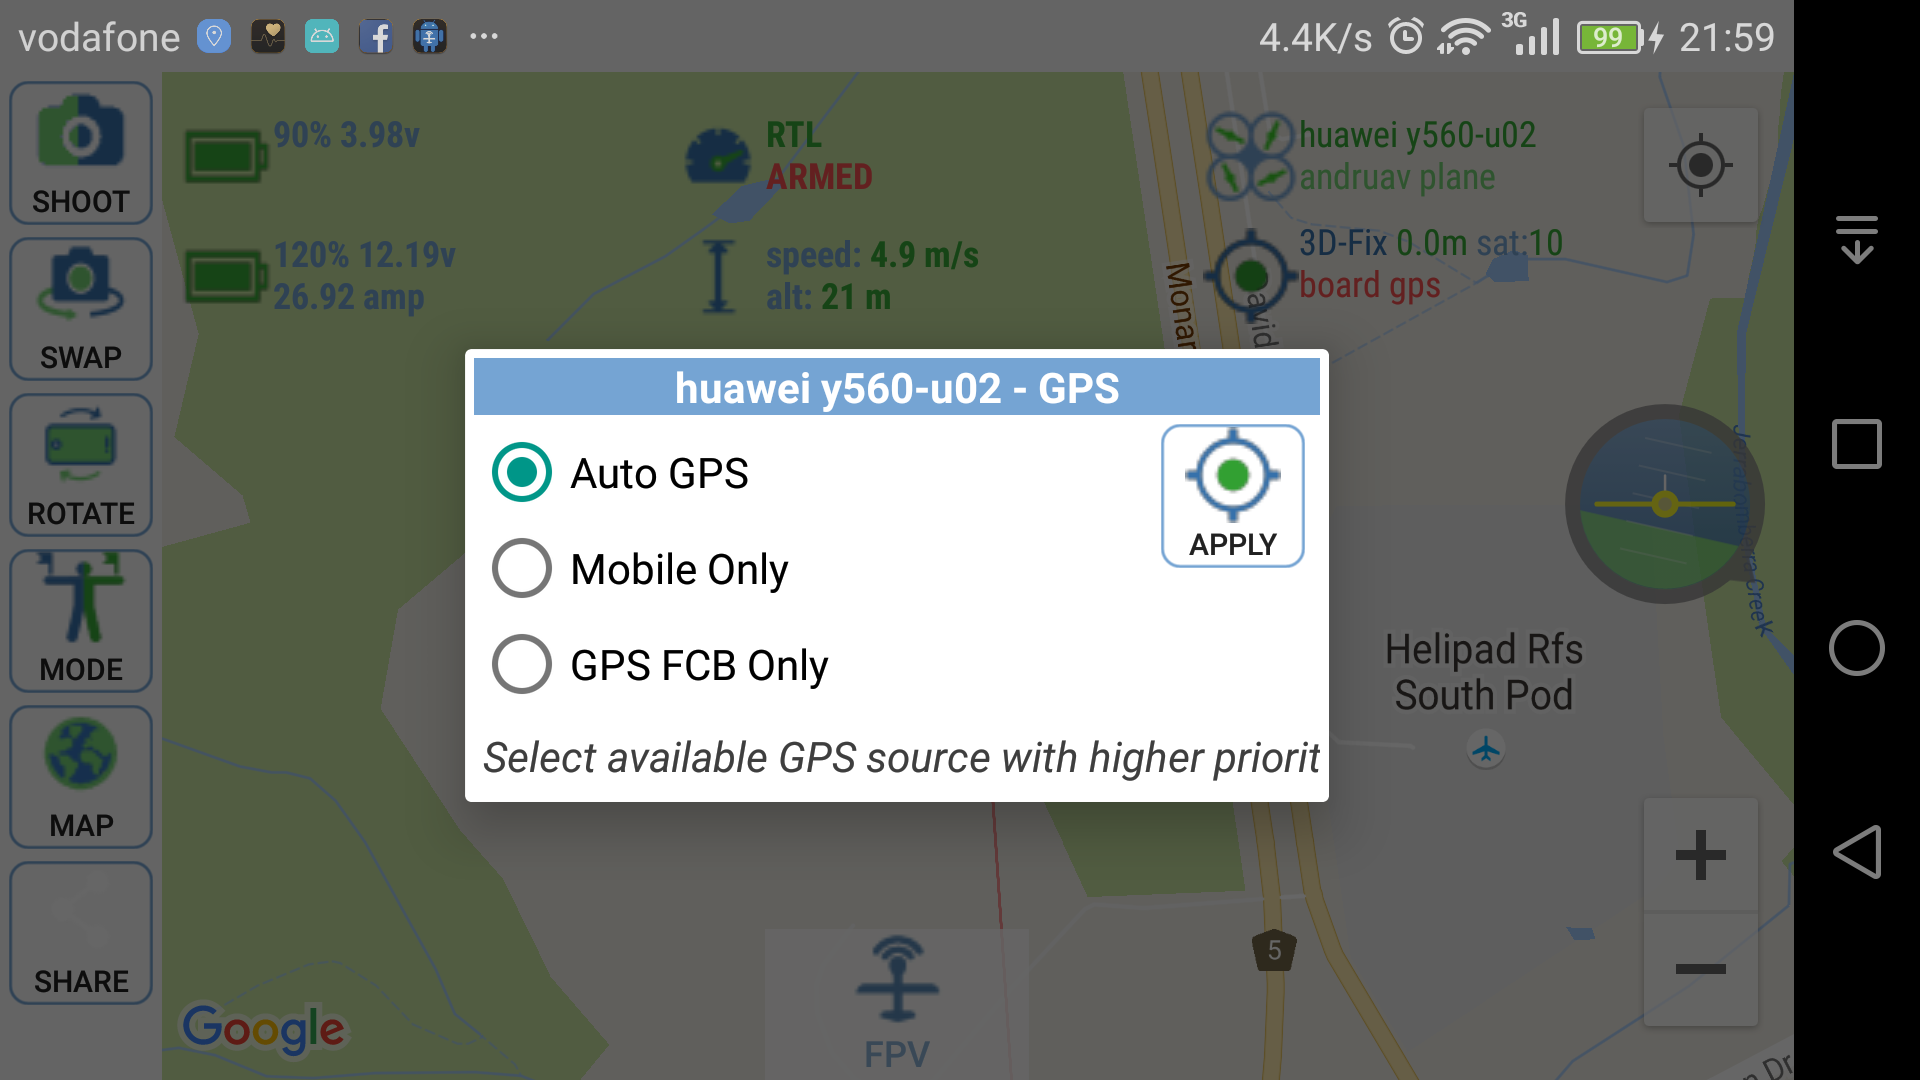 vodafone
4.4K/s 3G 99 21:59
SHOOT
SWAP
ROTATE
MODE
MAP
SHARE
90% 3.98v
120% 12.19v
26.92 amp
RTL
ARMED
speed: 4.9 m/s
alt: 21 m
huawei y560-u02
andruav plane
3D-Fix 0.0m sat:10
board gps
Monar
David
huawei y560-u02 - GPS
Auto GPS
Mobile Only
GPS FCB Only
APPLY
Select available GPS source with higher priorit
Jerrabomberra Creek
Helipad Rfs
South Pod
5
Google
FPV
Dr